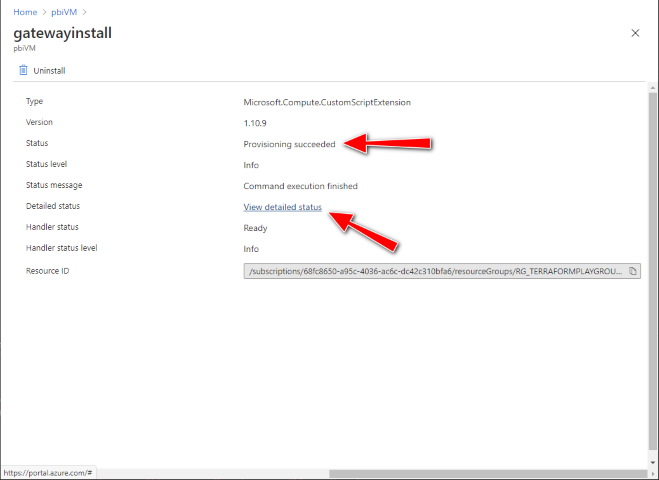 Home > pbiVM >
gatewayinstall
pbiVM
Uninstall
Type Microsoft.Compute.CustomScriptExtension
Version 1.10.9
Status Provisioning succeeded
Status level Info
Status message Command execution finished
Detailed status View detailed status
Handler status Ready
Handler status level Info
Resource ID /subscriptions/68fc8650-a95c-4036-ac6c-dc42c310bfa6/resourceGroups/RG_TERRAFORMPLAYGROU...
https://portal.azure.com/#